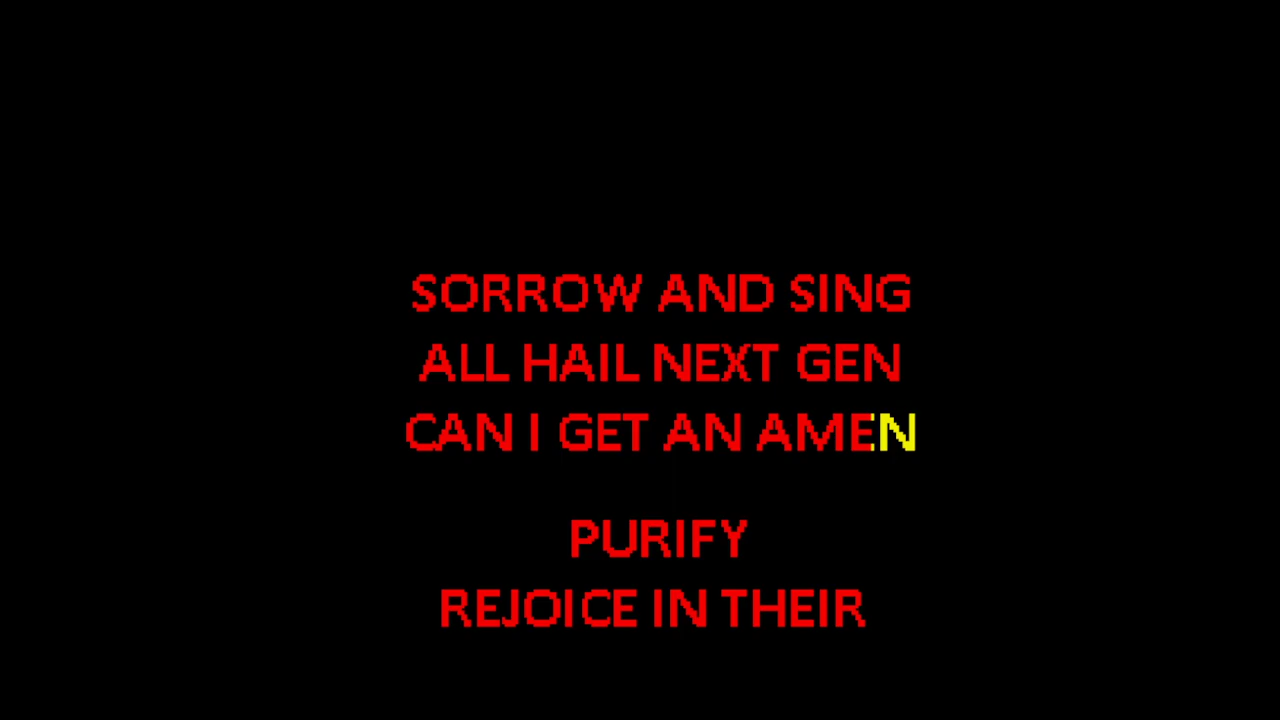 SORROW AND SING
ALL HAIL NEXT GEN
CAN I GET AN AMEN
PURIFY
REJOICE IN THEIR